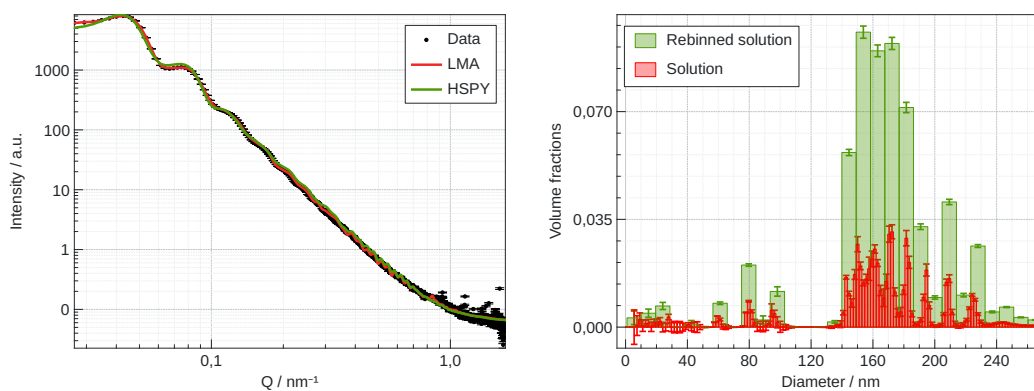 1000
100
10
1
0
Intensity / a.u.
Data
LMA
HSPY
0,1
1,0
Q / nm⁻¹
0,070
0,035
0,000
Volume fractions
Rebinned solution
Solution
0
40
80
120
160
200
240
Diameter / nm